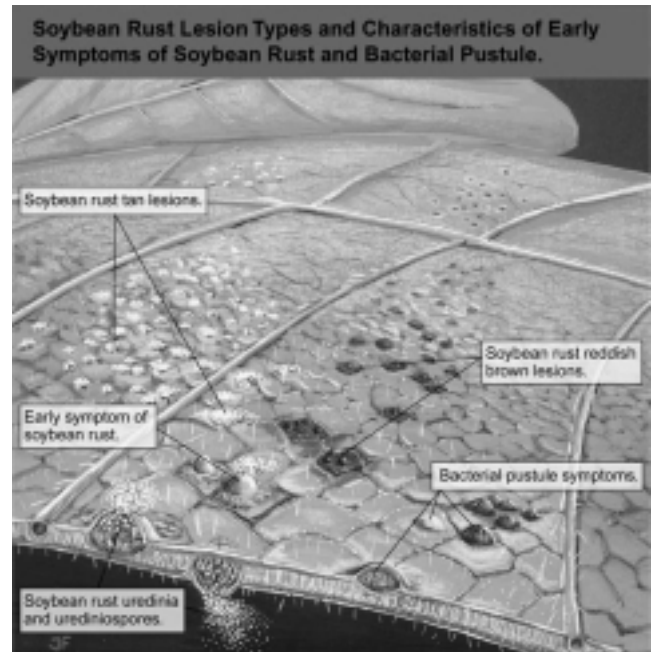 Soybean Rust Lesion Types and Characteristics of Early
Symptoms of Soybean Rust and Bacterial Pustule.
Soybean rust tan lesions.
Soybean rust reddish
brown lesions.
Early symptom of
soybean rust.
Bacterial pustule symptoms.
Soybean rust uredinia
and urediniospores.